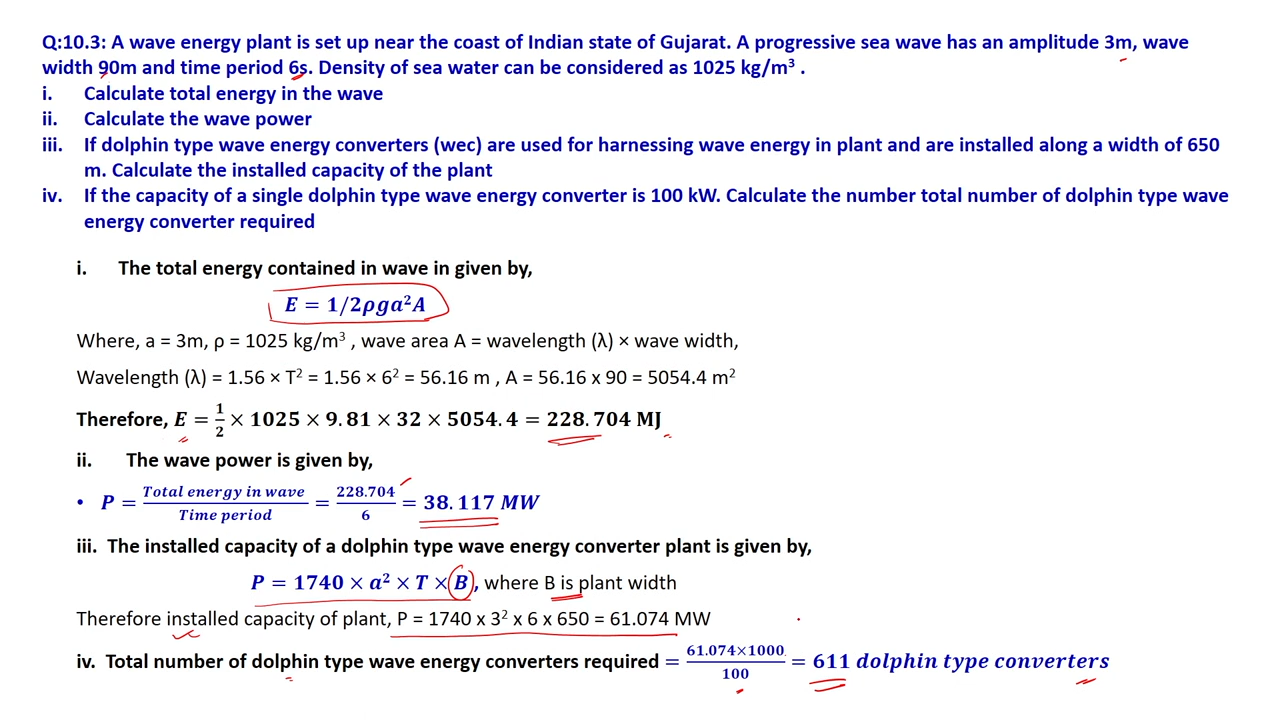 Q:10.3: A wave energy plant is set up near the coast of Indian state of Gujarat. A progressive sea wave has an amplitude 3m, wave
width 90m and time period 6s. Density of sea water can be considered as 1025 kg/m³ .
i. Calculate total energy in the wave
ii. Calculate the wave power
iii. If dolphin type wave energy converters (wec) are used for harnessing wave energy in plant and are installed along a width of 650
m. Calculate the installed capacity of the plant
iv. If the capacity of a single dolphin type wave energy converter is 100 kW. Calculate the number total number of dolphin type wave
energy converter required
i. The total energy contained in wave in given by,
E = 1/2ρga²A
Where, a = 3m, ρ = 1025 kg/m³ , wave area A = wavelength (λ) × wave width,
Wavelength (λ) = 1.56 × T² = 1.56 × 6² = 56.16 m , A = 56.16 x 90 = 5054.4 m²
Therefore, E = 1/2 × 1025 × 9.81 × 32 × 5054.4 = 228.704 MJ
ii. The wave power is given by,
• P = Total energy in wave / Time period = 228.704 / 6 = 38.117 MW
iii. The installed capacity of a dolphin type wave energy converter plant is given by,
P = 1740 × a² × T × B, where B is plant width
Therefore installed capacity of plant, P = 1740 x 3² x 6 x 650 = 61.074 MW
iv. Total number of dolphin type wave energy converters required = 61.074×1000 / 100 = 611 dolphin type converters